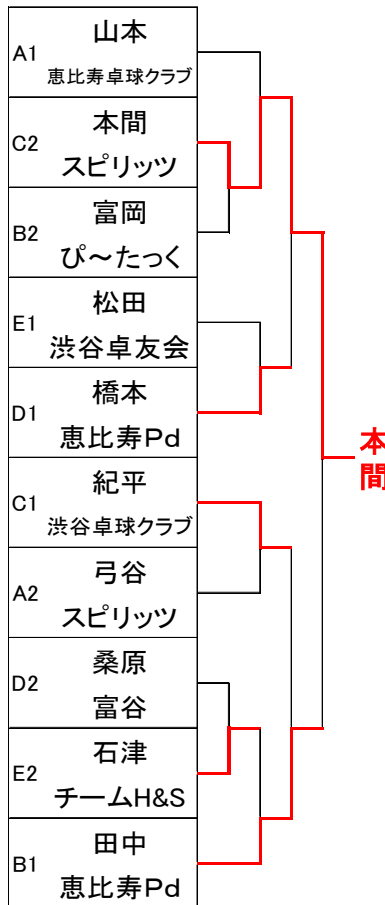 A1
山本
恵比寿卓球クラブ
C2
本間
スピリッツ
B2
富岡
ぴ～たっく
E1
松田
渋谷卓友会
D1
橋本
恵比寿Pd
C1
紀平
渋谷卓球クラブ
A2
弓谷
スピリッツ
D2
桑原
富谷
E2
石津
チームH&S
B1
田中
恵比寿Pd
本
間